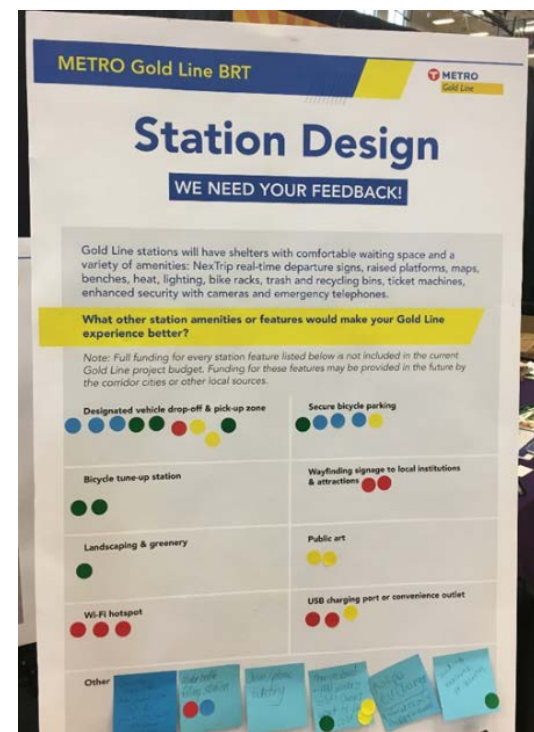 METRO Gold Line BRT
METRO
Gold Line
Station Design
WE NEED YOUR FEEDBACK!
Gold Line stations will have shelters with comfortable waiting space and a
variety of amenities: NexTrip real-time departure signs, raised platforms, maps,
benches, heat, lighting, bike racks, trash and recycling bins, ticket machines,
enhanced security with cameras and emergency telephones.
What other station amenities or features would make your Gold Line
experience better?
Note: Full funding for every station feature listed below is not included in the current
Gold Line project budget. Funding for these features may be provided in the future by
the corridor cities or other local sources.
Designated vehicle drop-off & pick-up zone
Secure bicycle parking
Bicycle tune-up station
Wayfinding signage to local institutions
& attractions
Landscaping & greenery
Public art
Wi-Fi hotspot
USB charging port or convenience outlet
Other
station